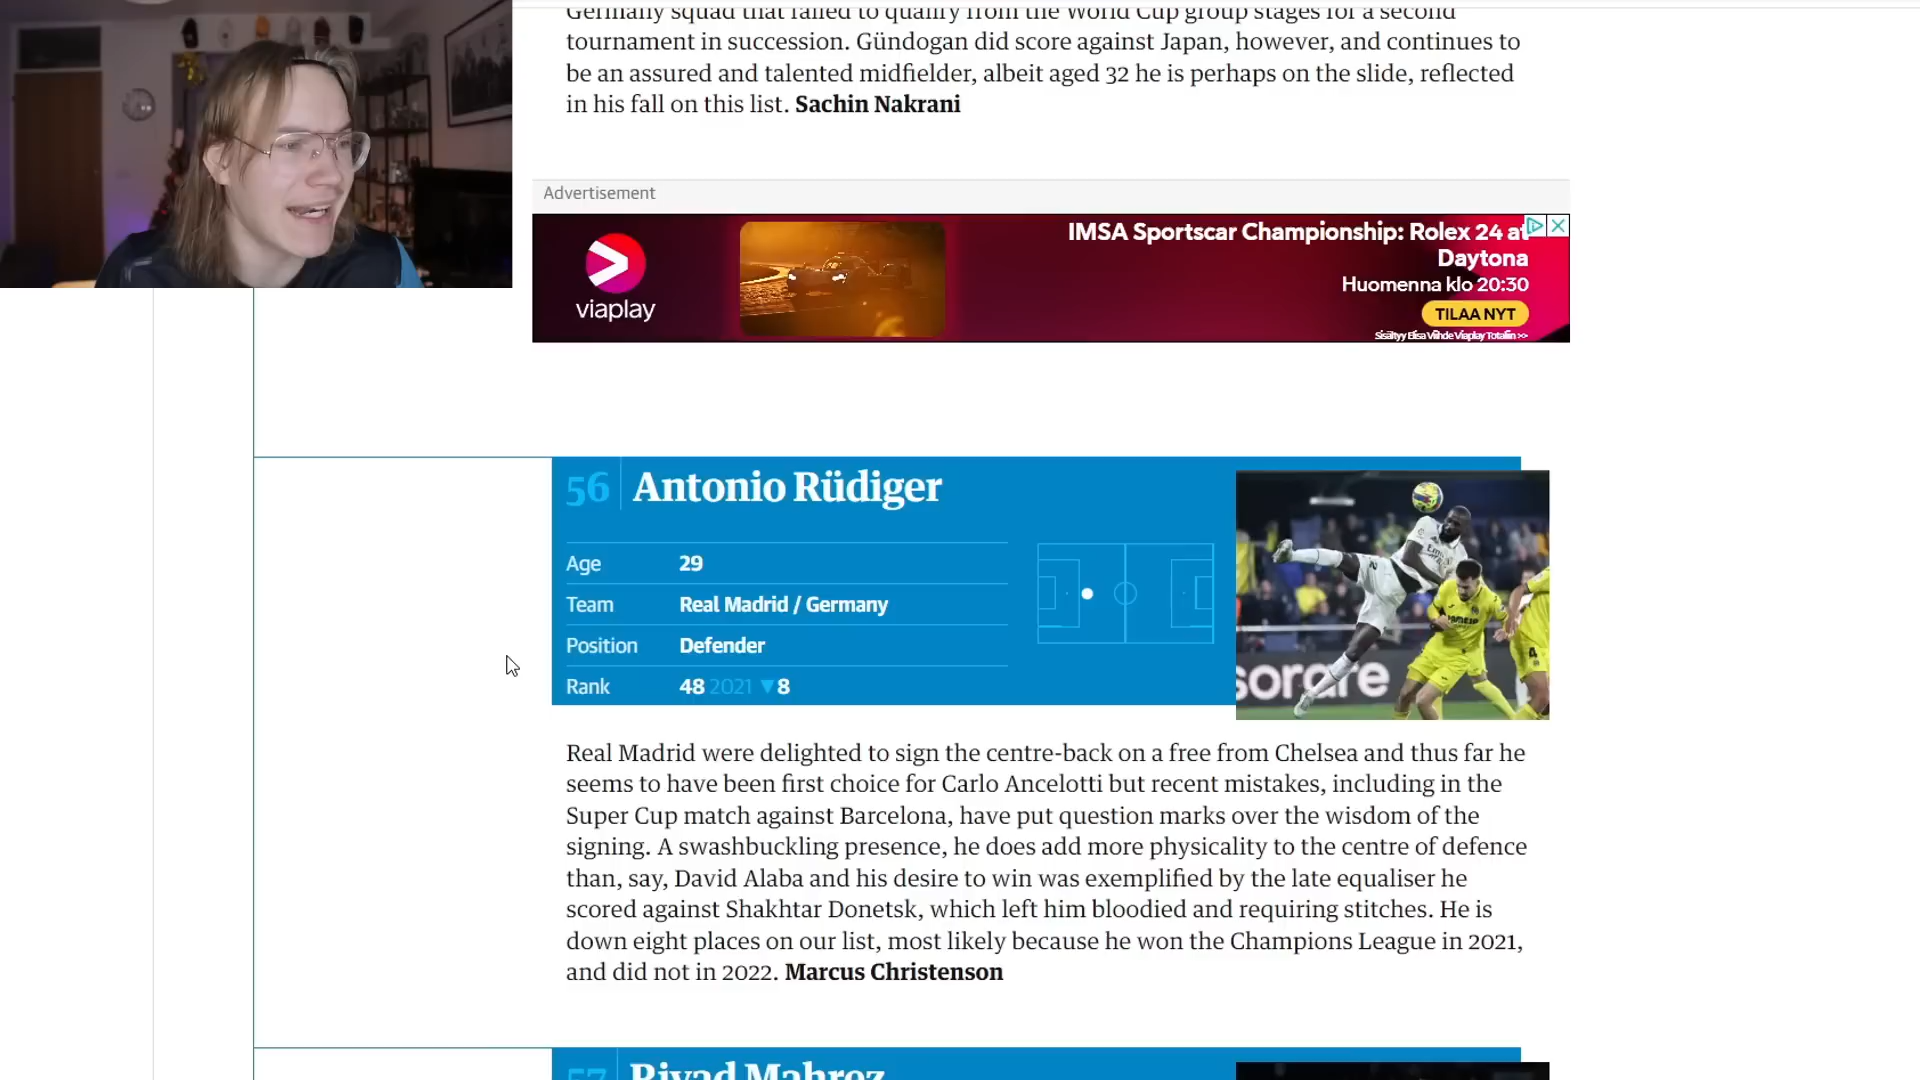 Germany squad that failed to qualify from the World Cup group stages for a second
tournament in succession. Gündogan did score against Japan, however, and continues to
be an assured and talented midfielder, albeit aged 32 he is perhaps on the slide, reflected
in his fall on this list. Sachin Nakrani
Advertisement
viaplay
IMSA Sportscar Championship: Rolex 24 at
Daytona
Huomenna klo 20:30
TILAA NYT
Sisältyy Elisa Viihde Viaplay Totaliin >>
56 Antonio Rüdiger
Age 29
Team Real Madrid / Germany
Position Defender
Rank 48 2021 ▼8
sorare
4
Real Madrid were delighted to sign the centre-back on a free from Chelsea and thus far he
seems to have been first choice for Carlo Ancelotti but recent mistakes, including in the
Super Cup match against Barcelona, have put question marks over the wisdom of the
signing. A swashbuckling presence, he does add more physicality to the centre of defence
than, say, David Alaba and his desire to win was exemplified by the late equaliser he
scored against Shakhtar Donetsk, which left him bloodied and requiring stitches. He is
down eight places on our list, most likely because he won the Champions League in 2021,
and did not in 2022. Marcus Christenson
57 Riyad Mahrez